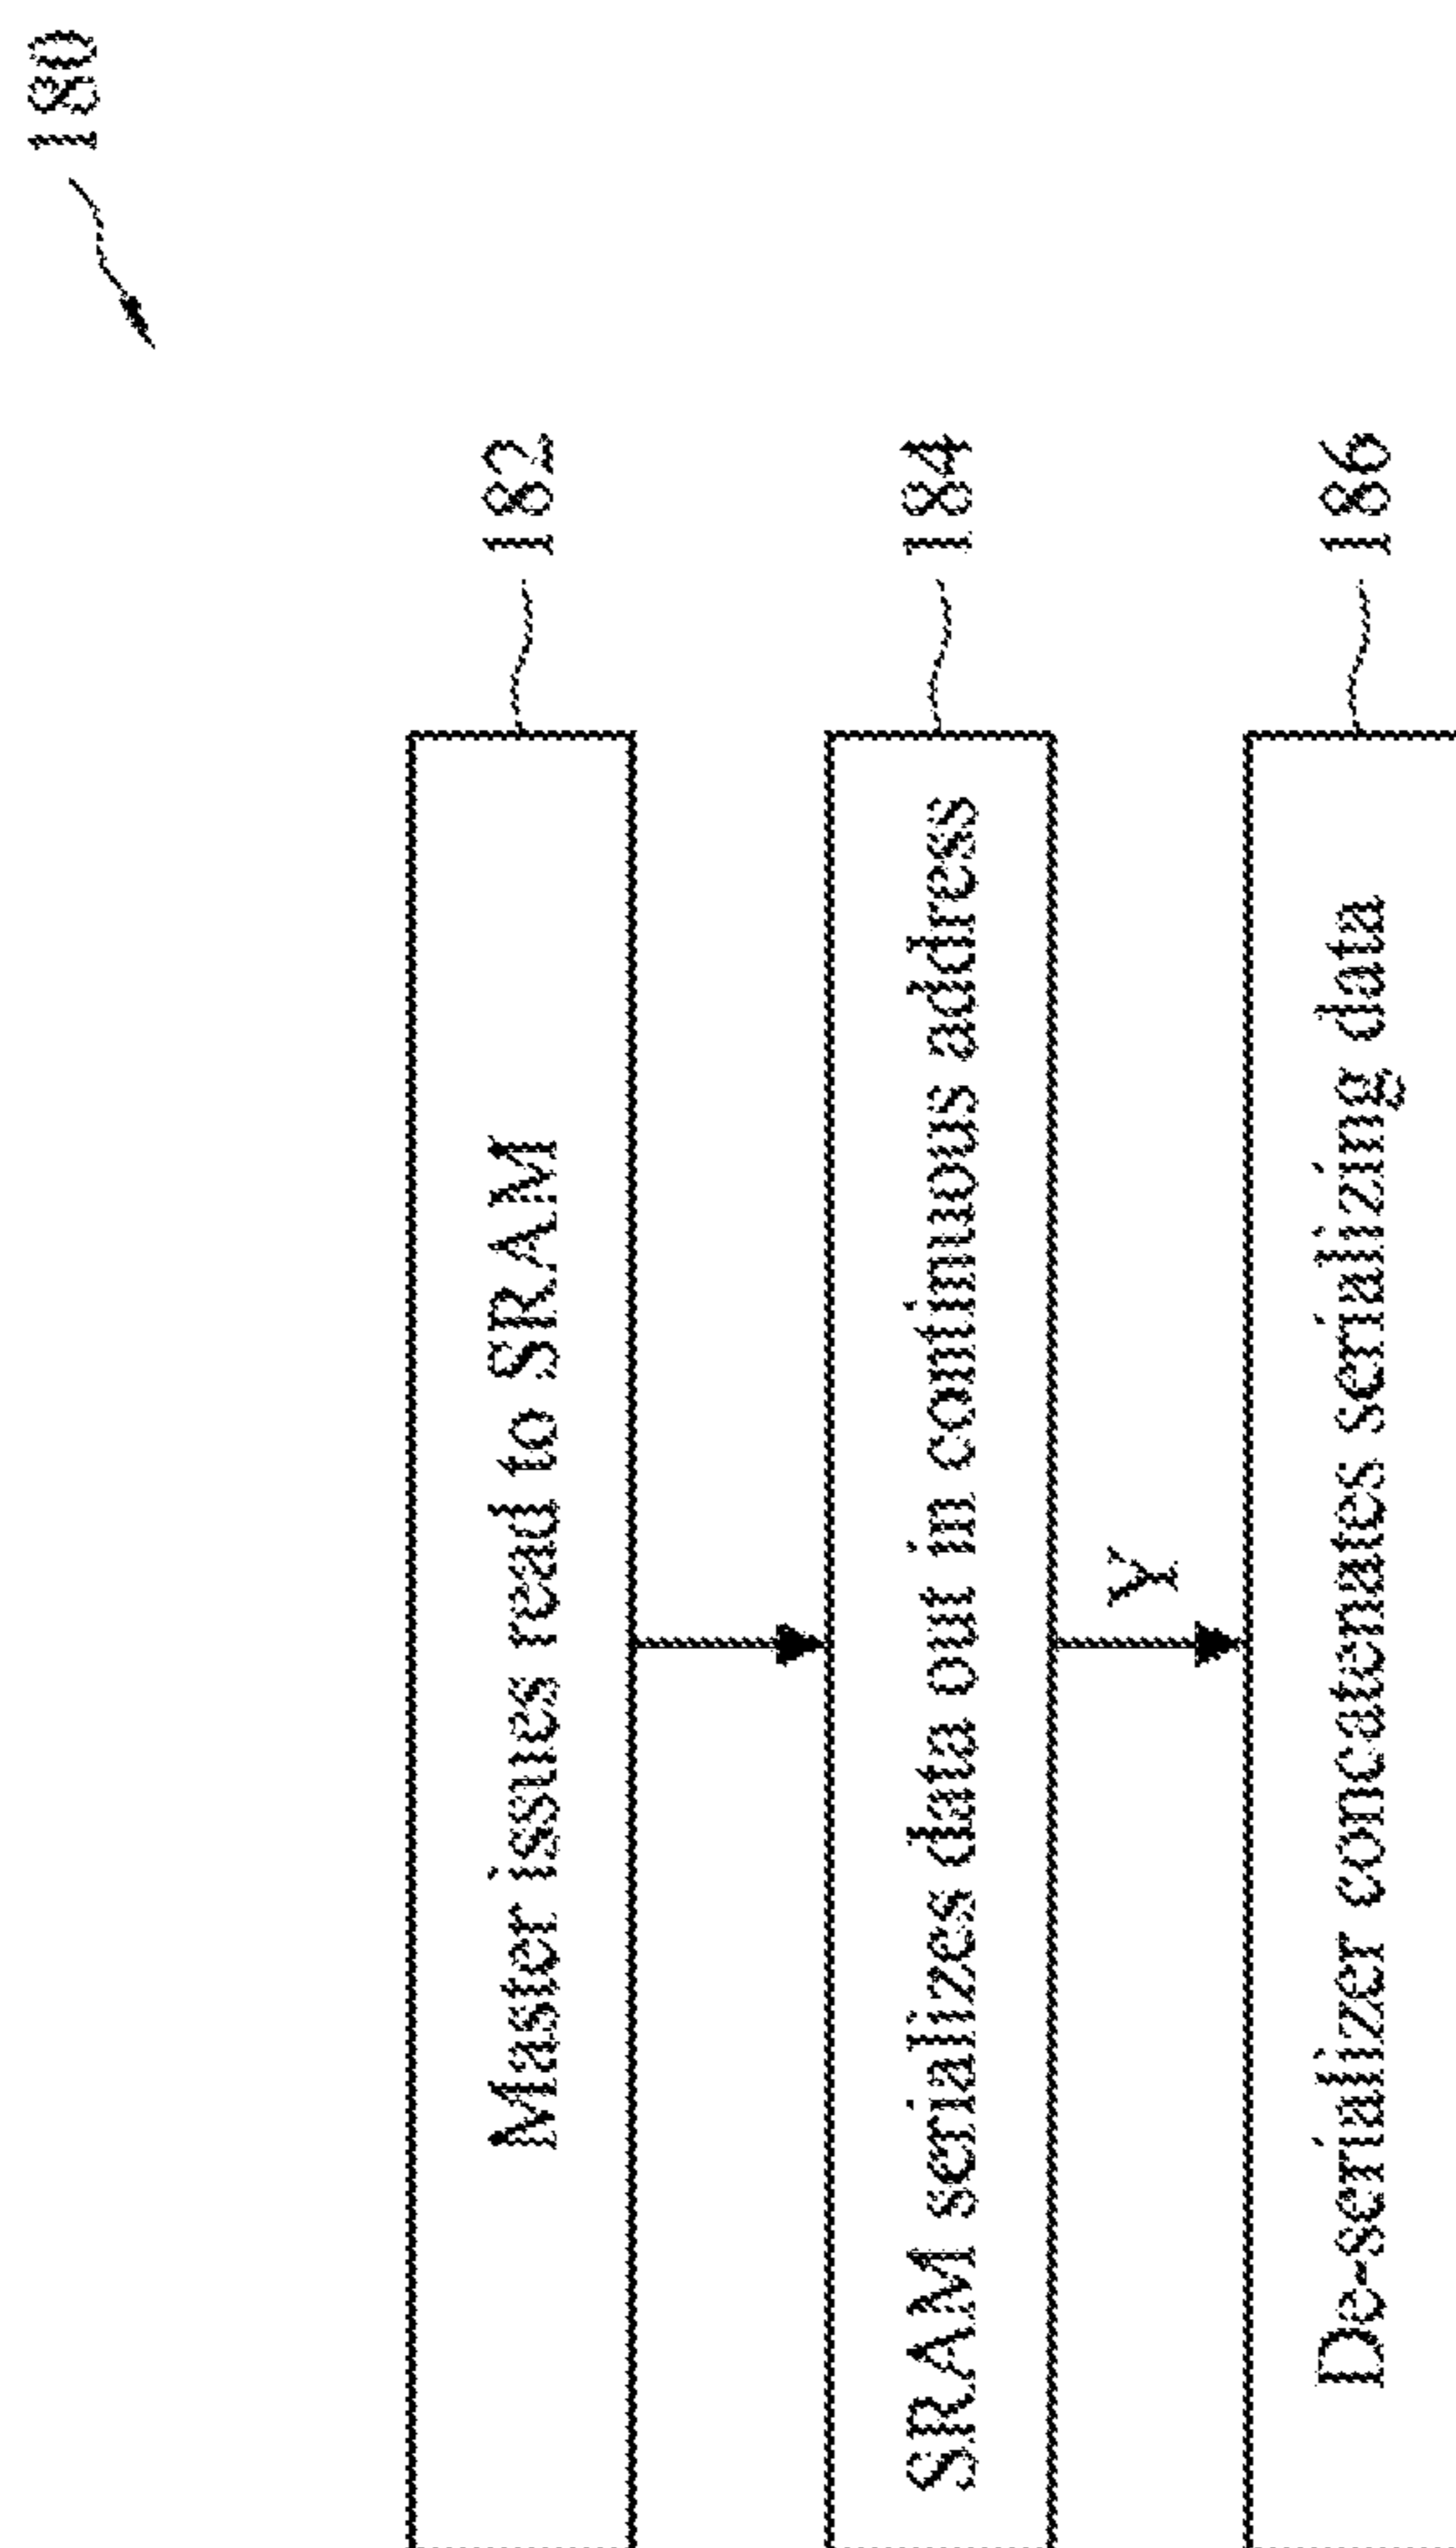 180
Master issues read to SRAM
182
SRAM serializes data out in continuous address
184
Y
De-serializer concatenates serializing data
186